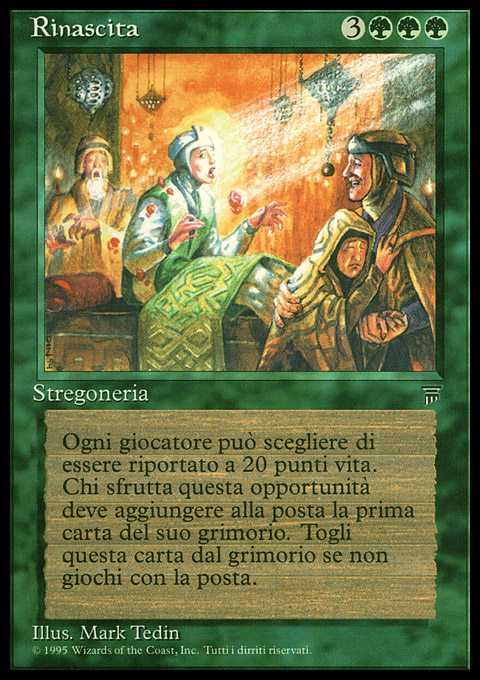 Rinascita 3
Stregoneria
Ogni giocatore può scegliere di
essere riportato a 20 punti vita.
Chi sfrutta questa opportunità
deve aggiungere alla posta la prima
carta del suo grimorio. Togli
questa carta dal grimorio se non
giochi con la posta.
Illus. Mark Tedin
© 1995 Wizards of the Coast, Inc. Tutti i dirriti riservati.